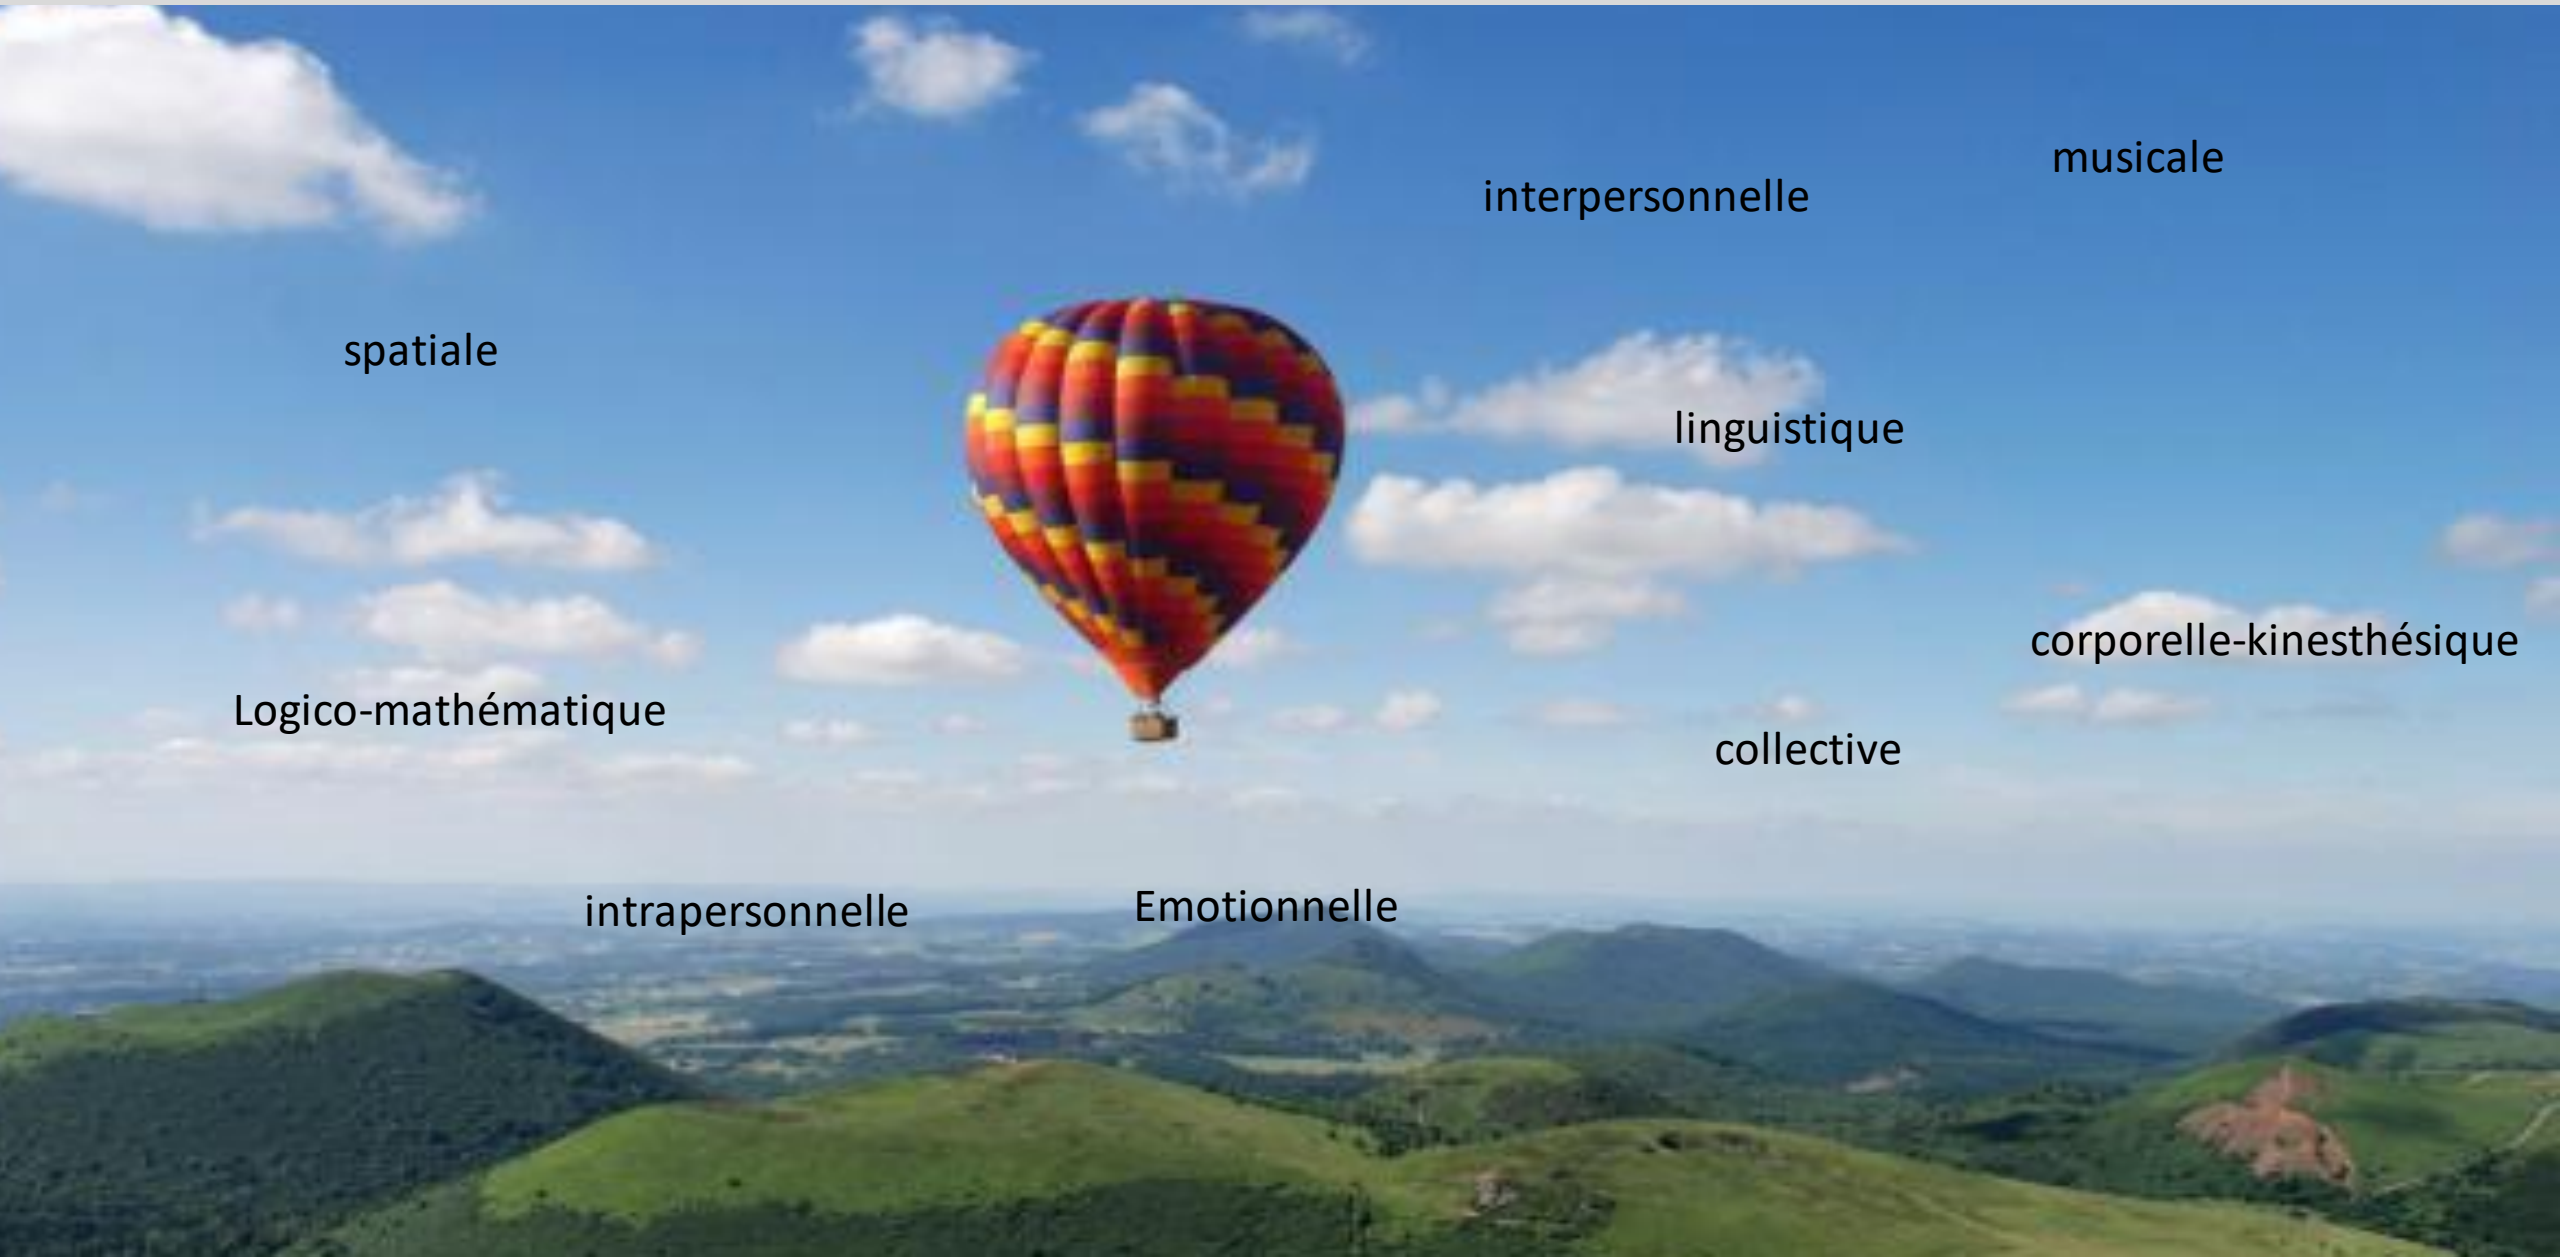 musicale
interpersonnelle
spatiale
linguistique
corporelle-kinesthésique
Logico-mathématique
collective
intrapersonnelle
Emotionnelle